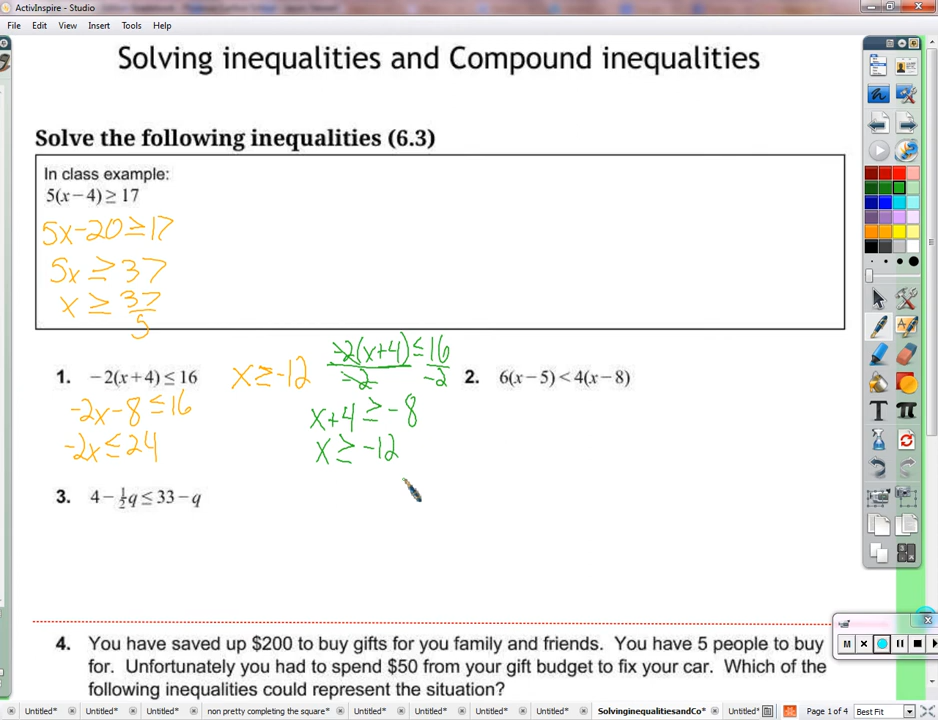 ActivInspire - Studio
File Edit View Insert Tools Help
Solving inequalities and Compound inequalities
Solve the following inequalities (6.3)
In class example:
5(x−4) ≥ 17
5x−20≥17
5x ≥ 37
x ≥ 37/5
1. −2(x+4) ≤ 16
-2x-8 ≤16
-2x ≤ 24
x ≥ -12
-2(x+4) ≤ 16
-2 -2
x+4 ≥ -8
x ≥ -12
2. 6(x−5) < 4(x−8)
3. 4 − ½q ≤ 33 − q
4. You have saved up $200 to buy gifts for you family and friends. You have 5 people to buy
for. Unfortunately you had to spend $50 from your gift budget to fix your car. Which of the
following inequalities could represent the situation?
M
Untitled* Untitled* Untitled* non pretty completing the square* Untitled* Untitled* Untitled* Untitled* SolvinginequalitiesandCo* Untitled* Page 1 of 4 Best Fit